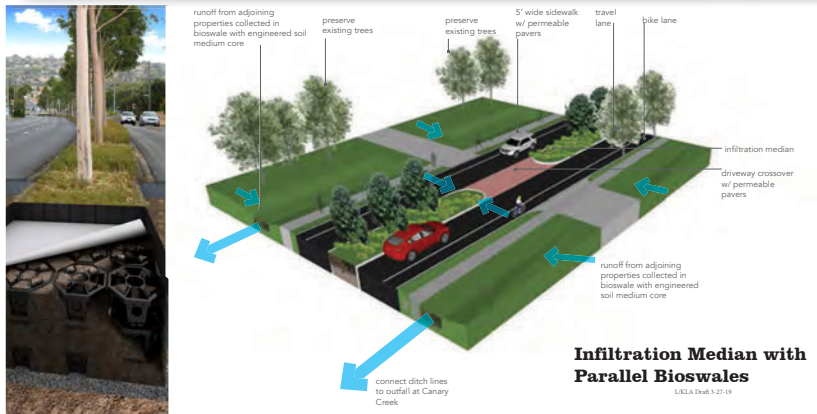 runoff from adjoining
properties collected in
bioswale with engineered soil
medium core
preserve
existing trees
preserve
existing trees
5' wide sidewalk
w/ permeable
pavers
travel
lane
bike lane
infiltration median
driveway crossover
w/ permeable
pavers
runoff from adjoining
properties collected in
bioswale with engineered
soil medium core
connect ditch lines
to outfall at Canary
Creek
Infiltration Median with
Parallel Bioswales
L/KLA Draft 3-27-19